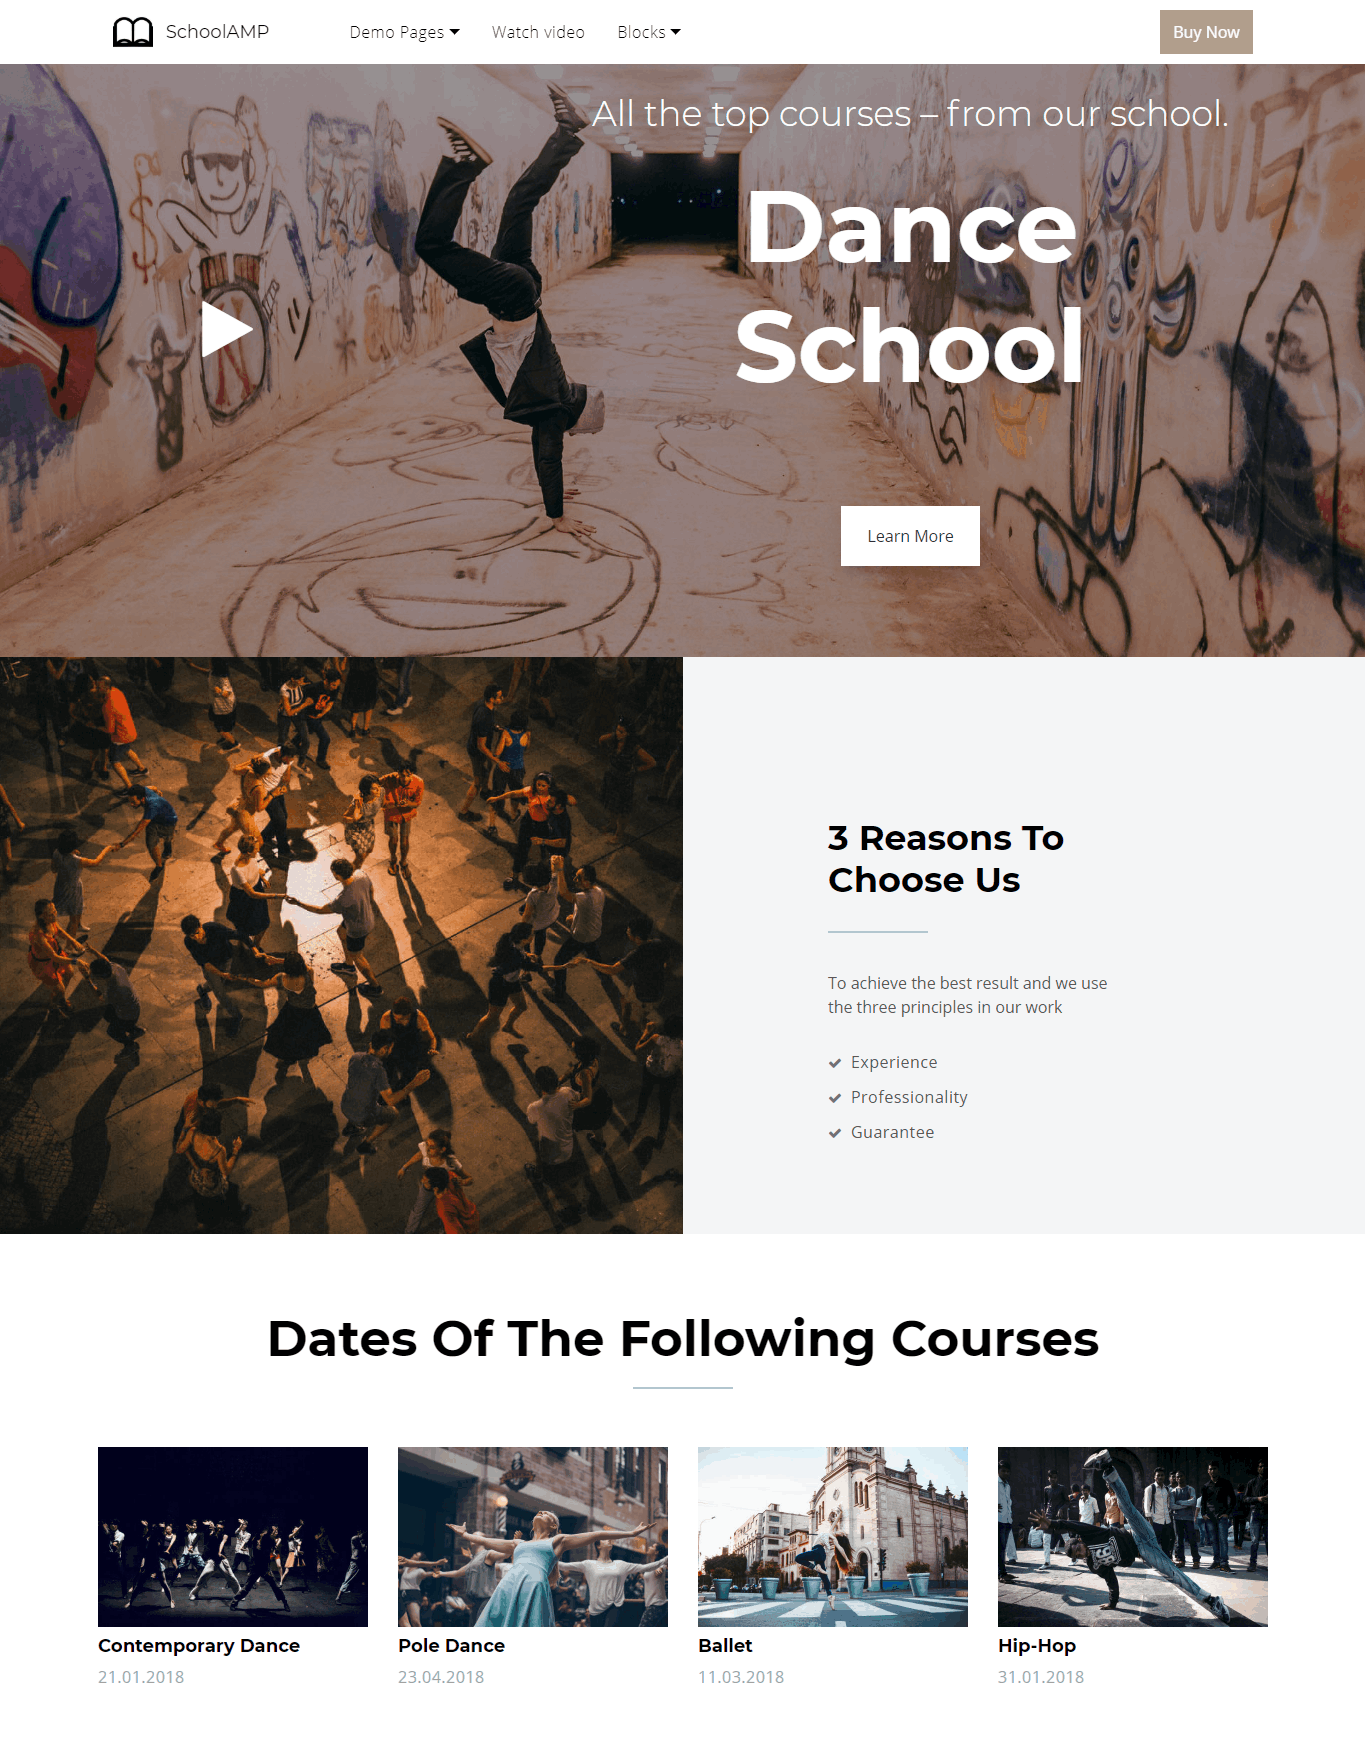 SchoolAMP
Demo Pages
Watch video
Blocks
Buy Now
All the top courses – from our school.
Dance
School
Learn More
3 Reasons To
Choose Us
To achieve the best result and we use
the three principles in our work
Experience
Professionality
Guarantee
Dates Of The Following Courses
Contemporary Dance
21.01.2018
Pole Dance
23.04.2018
Ballet
11.03.2018
Hip-Hop
31.01.2018